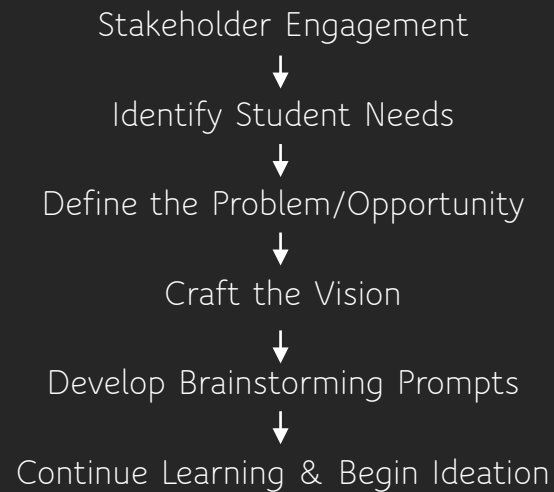 Stakeholder Engagement
Identify Student Needs
Define the Problem/Opportunity
Craft the Vision
Develop Brainstorming Prompts
Continue Learning & Begin Ideation